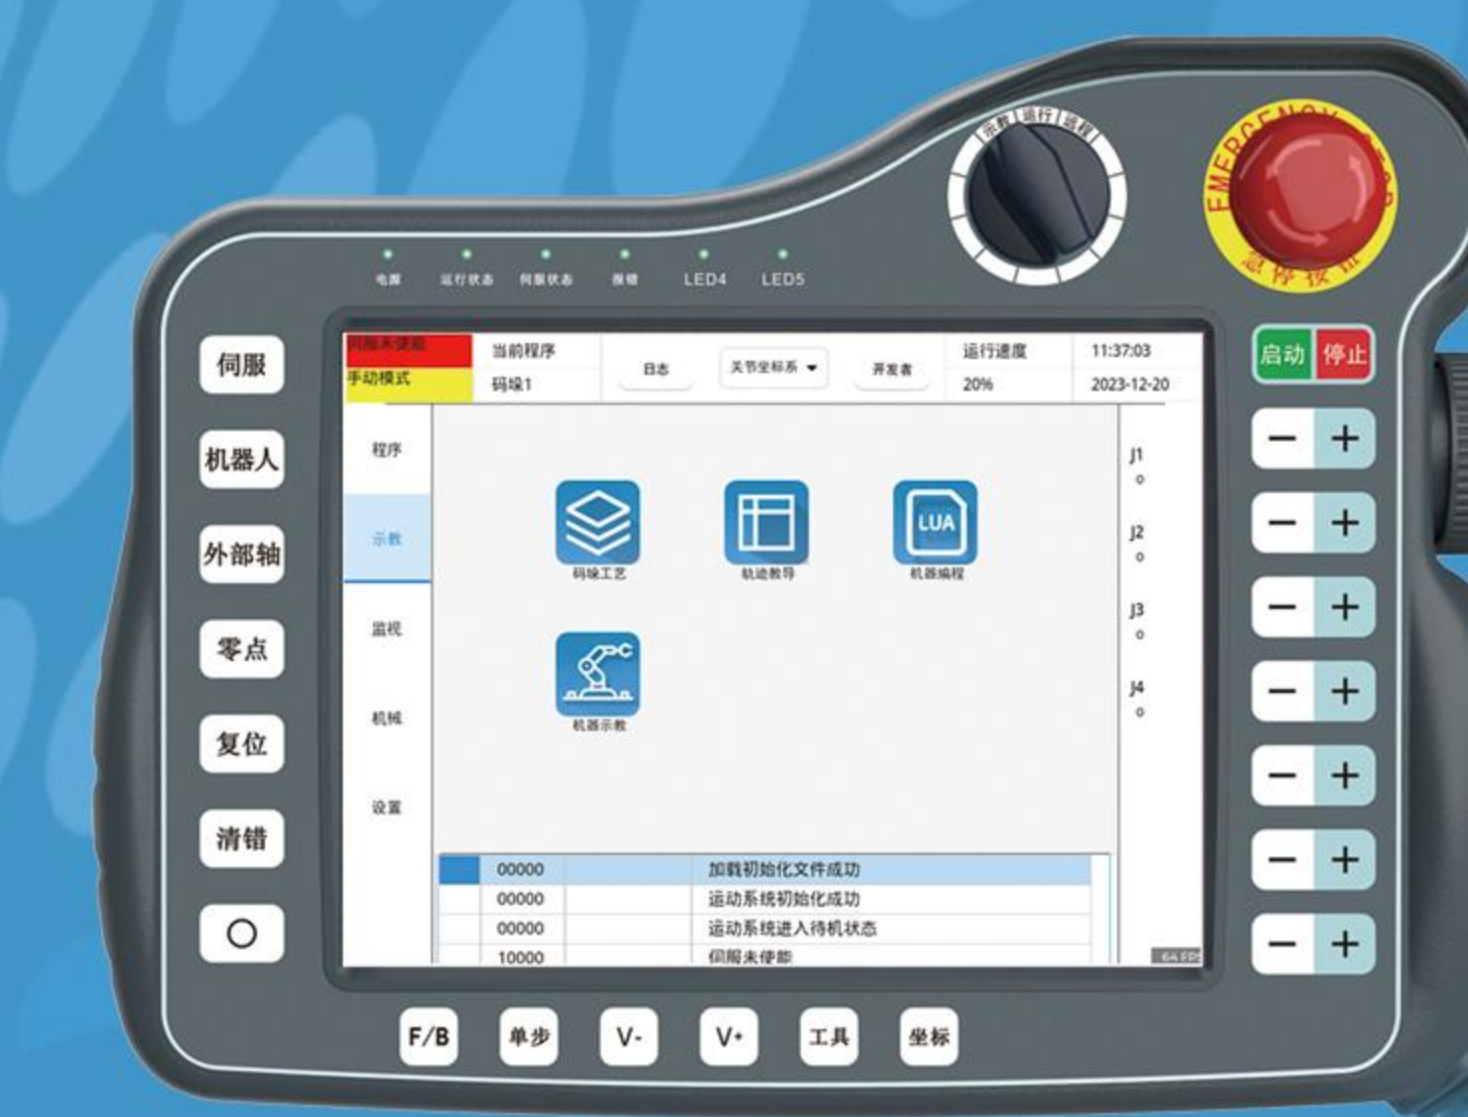 示教 | 运行 | 远程
EMERGENCY STOP
急停按钮
电源 运行状态 伺服状态 报错 LED4 LED5
伺服
机器人
外部轴
零点
复位
清错
伺服未使能
手动模式
当前程序
码垛1
日志
关节坐标系
开发者
运行速度
20%
11:37:03
2023-12-20
启动 停止
程序
示教
监视
机械
设置
码垛工艺 轨迹教导 LUA 机器编程
机器示教
J1
0
J2
0
J3
0
J4
0
00000 加载初始化文件成功
00000 运动系统初始化成功
00000 运动系统进入待机状态
10000 伺服未使能
64 FPS
- +
- +
- +
- +
- +
- +
- +
F/B 单步 V- V+ 工具 坐标